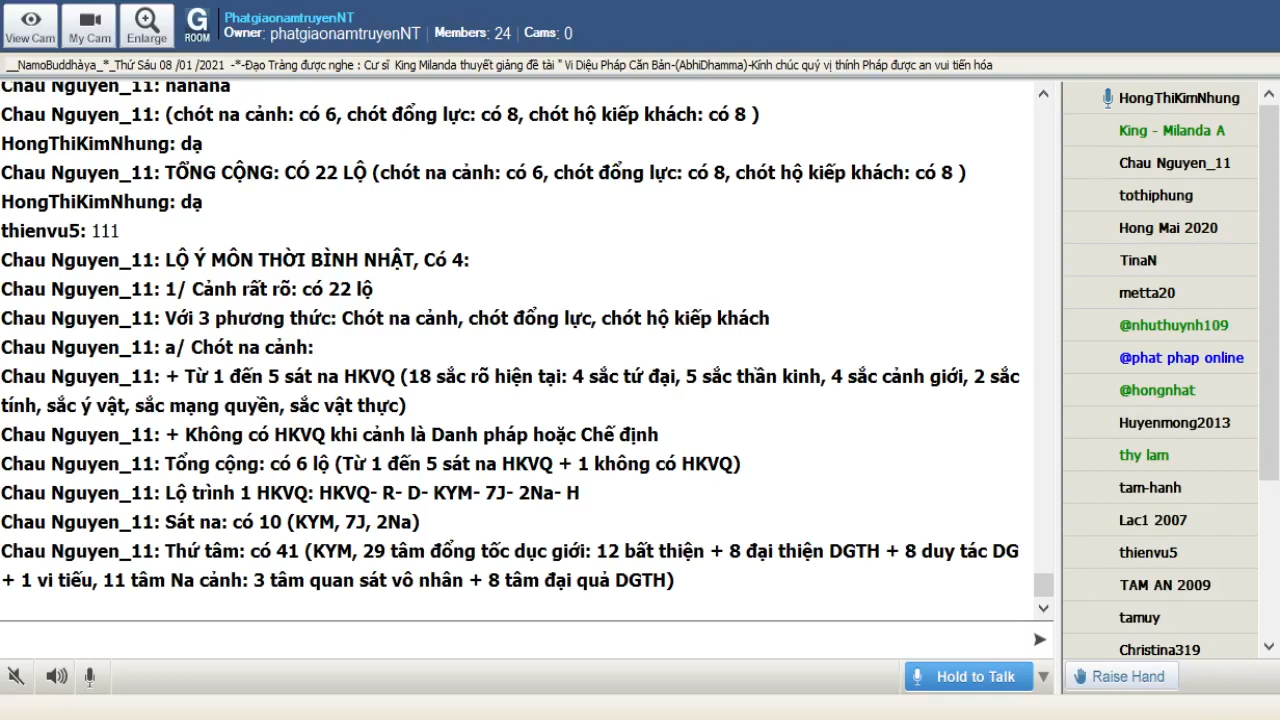 View Cam
My Cam
Enlarge
G ROOM
PhatgiaonamtruyenNT
Owner: phatgiaonamtruyenNT | Members: 24 | Cams: 0
__NamoBuddhàya_*_Thứ Sáu 08 /01 /2021 -*-Đạo Tràng được nghe : Cư sĩ King Milanda thuyết giảng đề tài " Vi Diệu Pháp Căn Bản-(AbhiDhamma)-Kính chúc quý vị thính Pháp được an vui tiến hóa
Chau Nguyen_11: hahaha
Chau Nguyen_11: (chót na cảnh: có 6, chót đổng lực: có 8, chót hộ kiếp khách: có 8 )
HongThiKimNhung: dạ
Chau Nguyen_11: TỔNG CỘNG: CÓ 22 LỘ (chót na cảnh: có 6, chót đổng lực: có 8, chót hộ kiếp khách: có 8 )
HongThiKimNhung: dạ
thienvu5: 111
Chau Nguyen_11: LỘ Ý MÔN THỜI BÌNH NHẬT, Có 4:
Chau Nguyen_11: 1/ Cảnh rất rõ: có 22 lộ
Chau Nguyen_11: Với 3 phương thức: Chót na cảnh, chót đổng lực, chót hộ kiếp khách
Chau Nguyen_11: a/ Chót na cảnh:
Chau Nguyen_11: + Từ 1 đến 5 sát na HKVQ (18 sắc rõ hiện tại: 4 sắc tứ đại, 5 sắc thần kinh, 4 sắc cảnh giới, 2 sắc
tính, sắc ý vật, sắc mạng quyền, sắc vật thực)
Chau Nguyen_11: + Không có HKVQ khi cảnh là Danh pháp hoặc Chế định
Chau Nguyen_11: Tổng cộng: có 6 lộ (Từ 1 đến 5 sát na HKVQ + 1 không có HKVQ)
Chau Nguyen_11: Lộ trình 1 HKVQ: HKVQ- R- D- KYM- 7J- 2Na- H
Chau Nguyen_11: Sát na: có 10 (KYM, 7J, 2Na)
Chau Nguyen_11: Thứ tâm: có 41 (KYM, 29 tâm đổng tốc dục giới: 12 bất thiện + 8 đại thiện DGTH + 8 duy tác DG
+ 1 vi tiếu, 11 tâm Na cảnh: 3 tâm quan sát vô nhân + 8 tâm đại quả DGTH)
HongThiKimNhung
King - Milanda A
Chau Nguyen_11
tothiphung
Hong Mai 2020
TinaN
metta20
@nhuthuynh109
@phat phap online
@hongnhat
Huyenmong2013
thy lam
tam-hanh
Lac1 2007
thienvu5
TAM AN 2009
tamuy
Christina319
Hold to Talk
Raise Hand